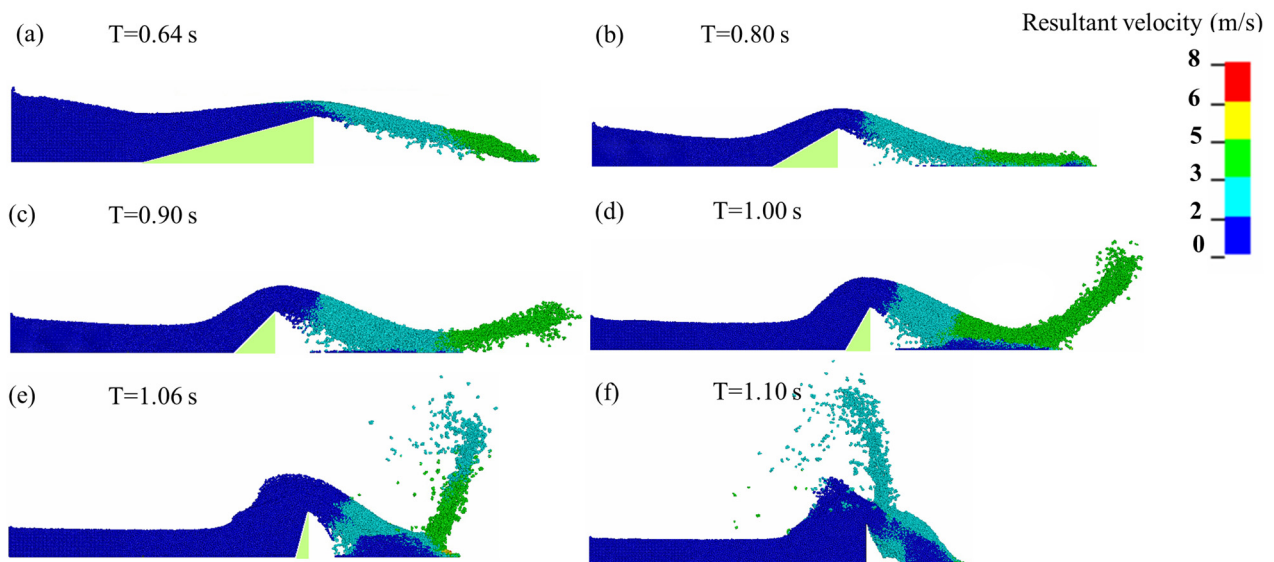 (a) T=0.64 s
(b) T=0.80 s
Resultant velocity (m/s)
8
6
5
3
2
0
(c) T=0.90 s
(d) T=1.00 s
(e) T=1.06 s
(f) T=1.10 s